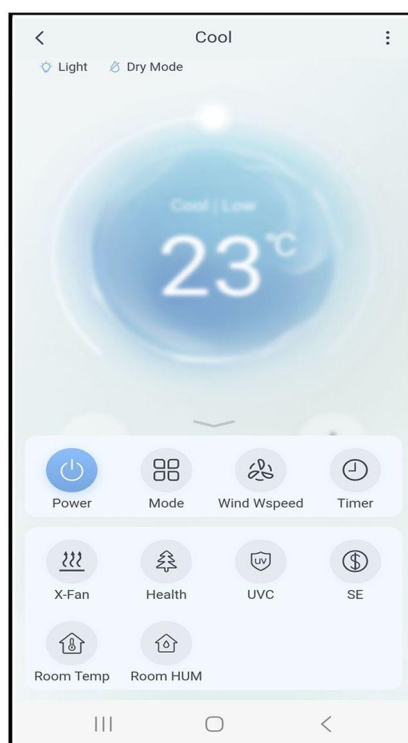 Cool
Light Dry Mode
Cool | Low
23°C
Power Mode Wind Wspeed Timer
UV
X-Fan Health UVC SE
Room Temp Room HUM